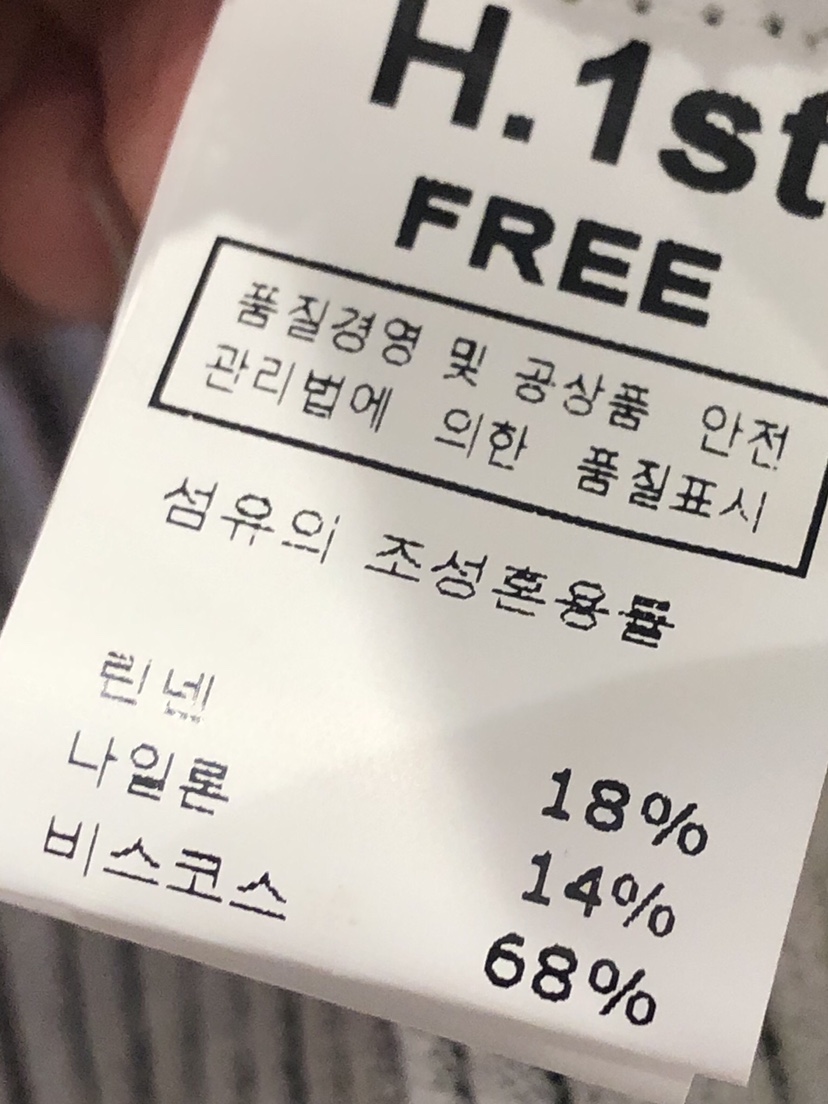 H.1st
FREE
품질경영 및 공상품 안전
관리법에 의한 품질표시
섬유의 조성혼용률
린넨 18%
나일론 14%
비스코스 68%